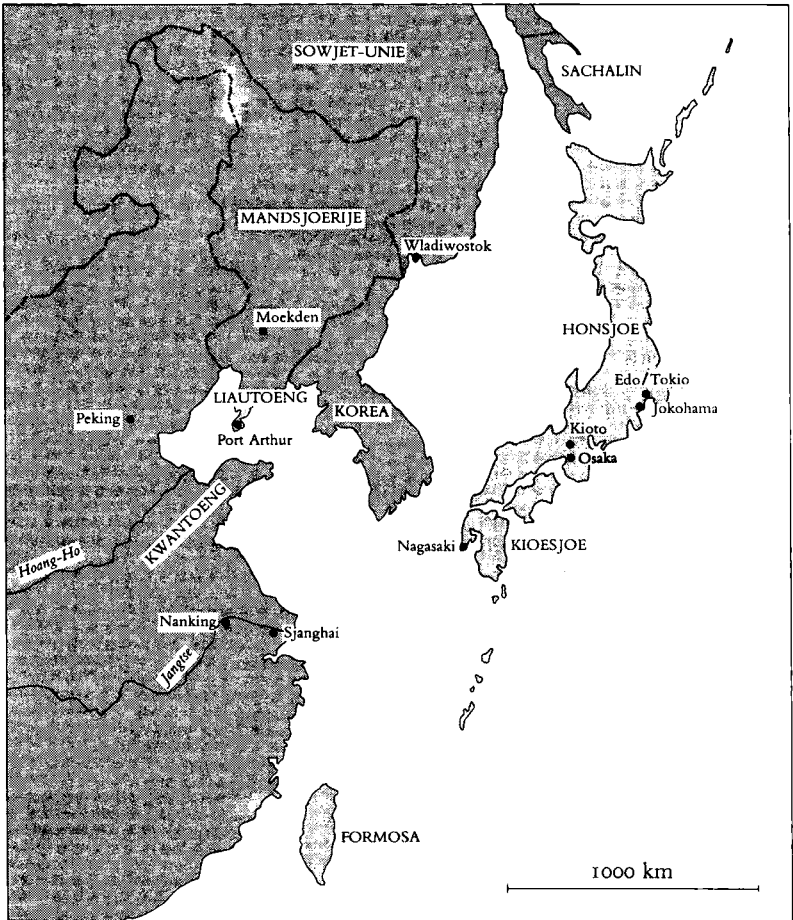 SOWJET-UNIE
SACHALIN
MANDSJOERIJE
Wladiwostok
Moekden
HONSJOE
Edo/Tokio
LIAUTOENG
Jokohama
Peking
KOREA
Port Arthur
Kioto
Osaka
KWANTOENG
Nagasaki
KIOESJOE
Hoang-Ho
Nanking
Sjanghai
Jangtse
FORMOSA
1000 km